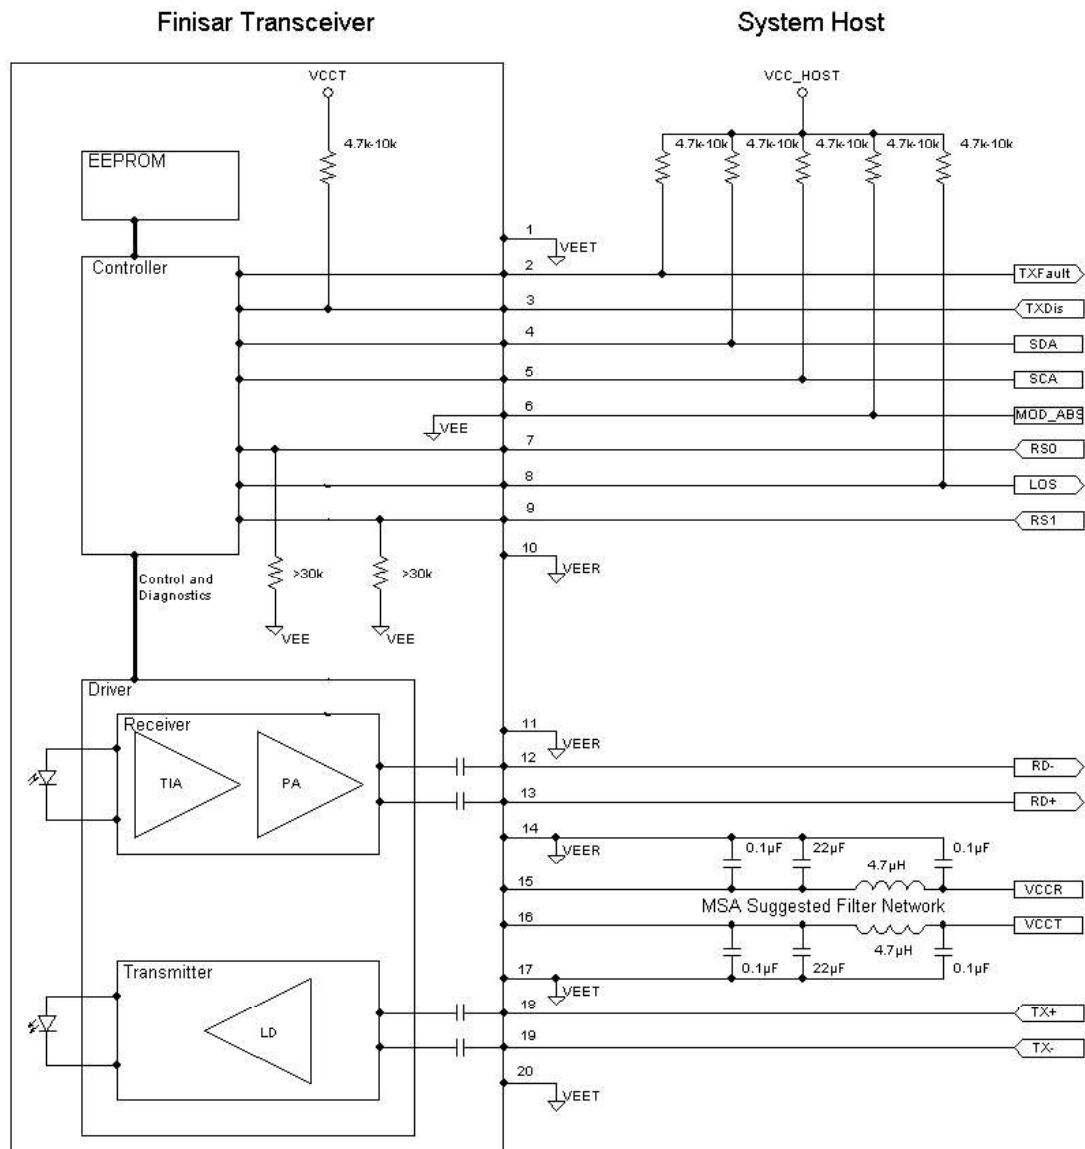 Finisar Transceiver
System Host
VCCT
VCC_HOST
4.7k-10k
4.7k-10k
4.7k-10k
4.7k-10k
4.7k-10k
4.7k-10k
EEPROM
1
VEET
Controller
2
TXFault
3
TXDis
4
SDA
5
SCA
6
MOD_ABS
VEE
7
RS0
8
LOS
9
RS1
10
VEER
Control and
Diagnostics
>30k
>30k
VEE
VEE
Driver
Receiver
11
VEER
12
RD-
TIA
PA
13
RD+
14
VEER
0.1µF
22µF
0.1µF
4.7µH
15
VCCR
MSA Suggested Filter Network
16
VCCT
4.7µH
Transmitter
17
0.1µF
22µF
0.1µF
VEET
18
TX+
LD
19
TX-
20
VEET